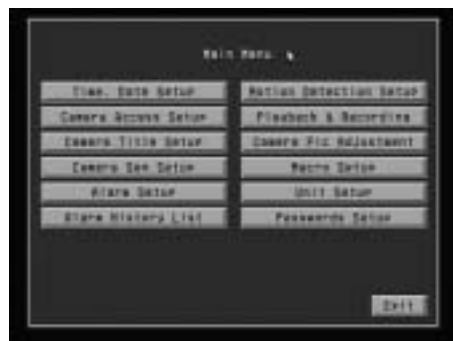 Main Menu
Time, Date Setup
Motion Detection Setup
Camera Access Setup
Playback & Recording
Camera Title Setup
Camera Pic Adjustment
Camera Seq Setup
Macro Setup
Alarm Setup
Unit Setup
Alarm History List
Passwords Setup
Exit